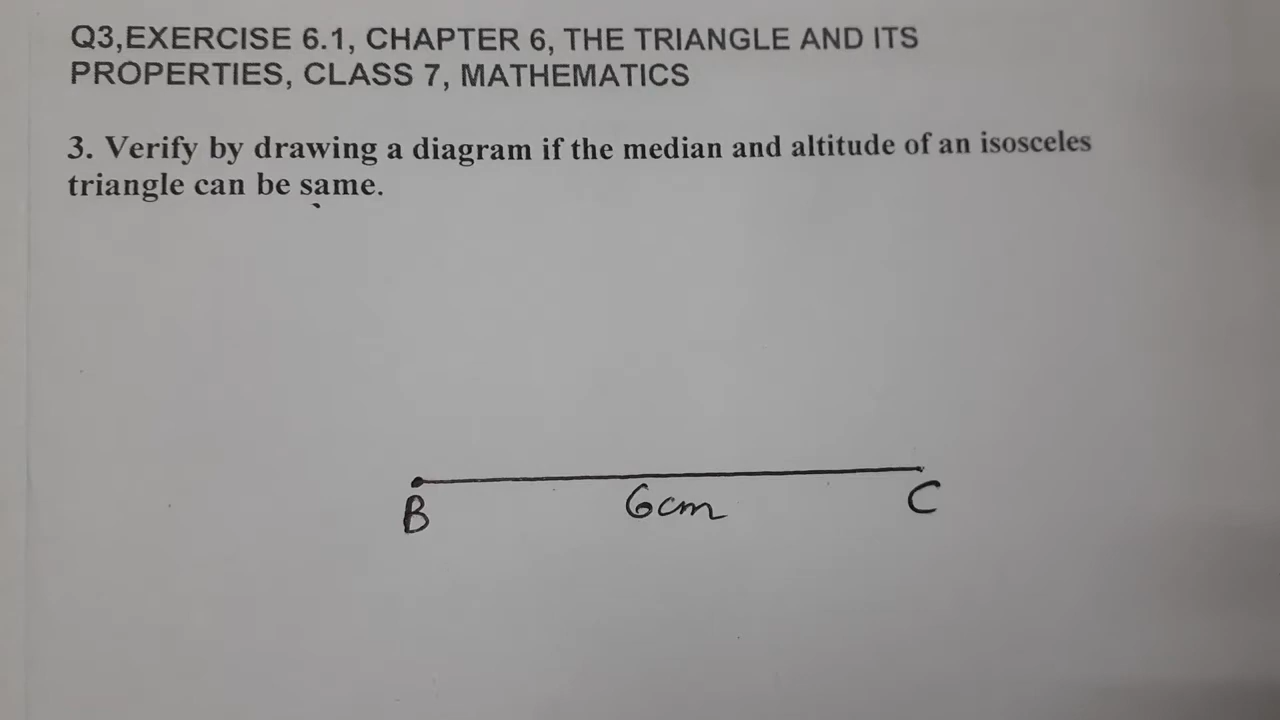 Q3,EXERCISE 6.1, CHAPTER 6, THE TRIANGLE AND ITS
PROPERTIES, CLASS 7, MATHEMATICS
3. Verify by drawing a diagram if the median and altitude of an isosceles
triangle can be same.
B 6cm C